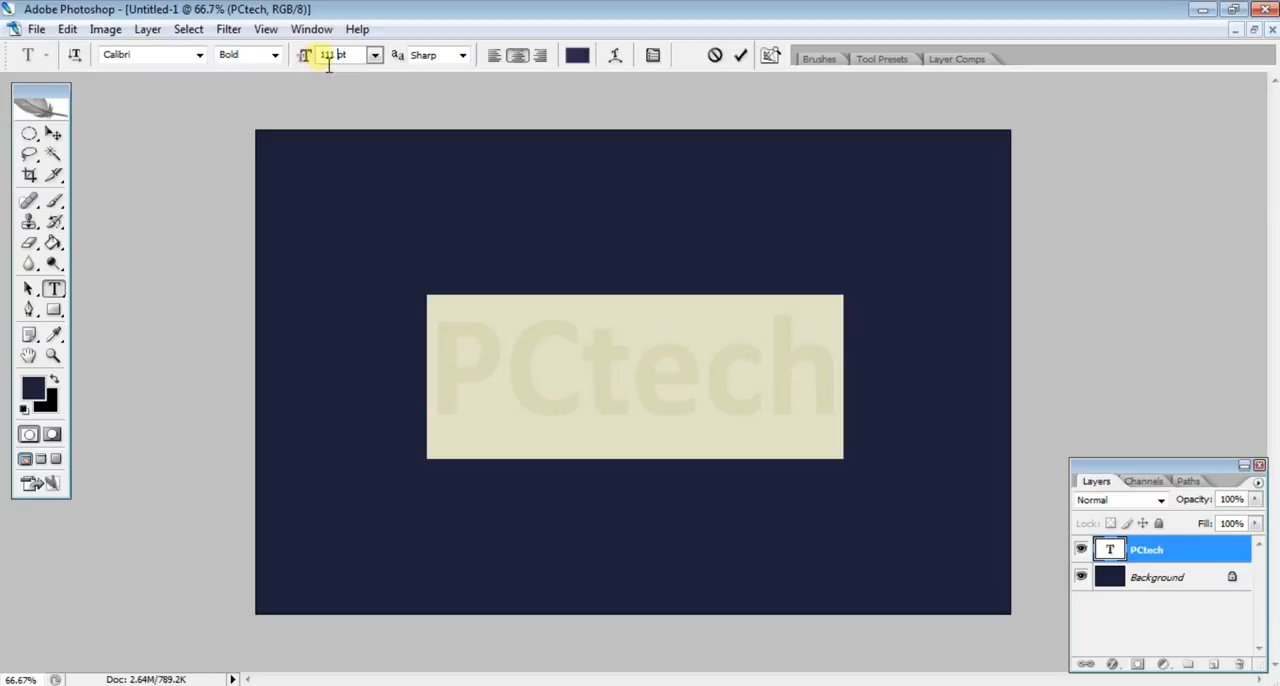 Adobe Photoshop - [Untitled-1 @ 66.7% (PCtech, RGB/8)]
File Edit Image Layer Select Filter View Window Help
T Calibri Bold T 111 pt aa Sharp Brushes Tool Presets Layer Comps
PCtech
Layers Channels Paths
Normal Opacity: 100%
Lock: Fill: 100%
T PCtech
Background
66.67% Doc: 2.64M/789.2K